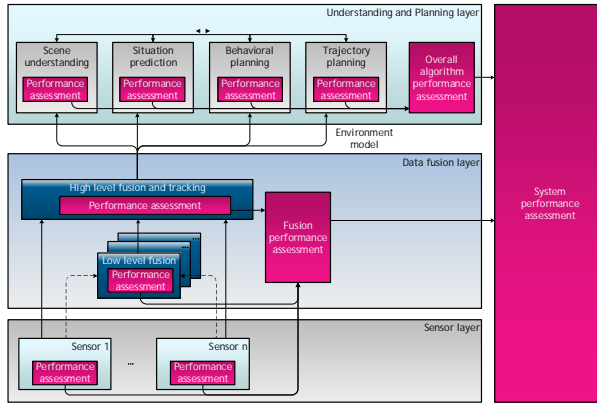 Understanding and Planning layer
Scene
understanding
Performance
assessment
Situation
prediction
Performance
assessment
Behavioral
planning
Performance
assessment
Trajectory
planning
Performance
assessment
Overall
algorithm
performance
assessment
Environment
model
Data fusion layer
High level fusion and tracking
Performance assessment
Fusion
performance
assessment
...
...
Low level fusion
Performance
assessment
System
performance
assessment
Sensor layer
Sensor 1
Performance
assessment
...
Sensor n
Performance
assessment